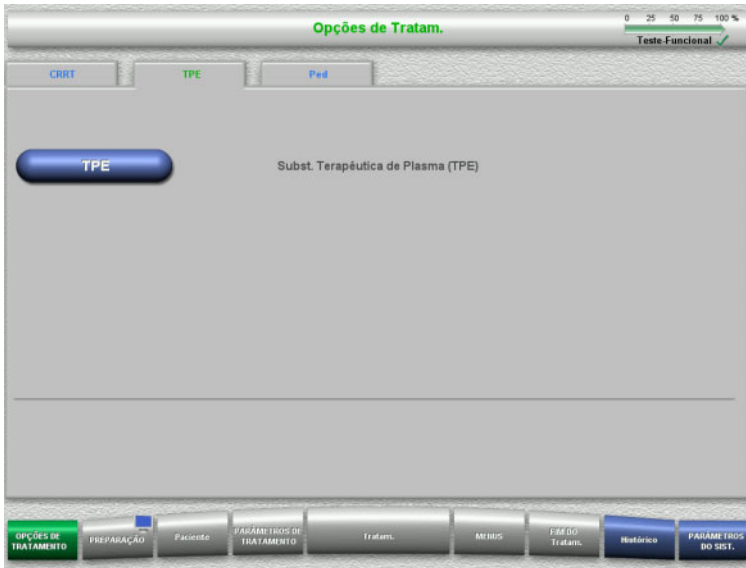 Opções de Tratam.
0 25 50 75 100 %
Teste-Funcional
CRRT
TPE
Ped
TPE
Subst. Terapêutica de Plasma (TPE)
OPÇÕES DE
TRATAMENTO
PREPARAÇÃO
Paciente
PARÂMETROS DE
TRATAMENTO
Tratam.
MENUS
FIM DO
Tratam.
Histórico
PARÂMETROS
DO SIST.